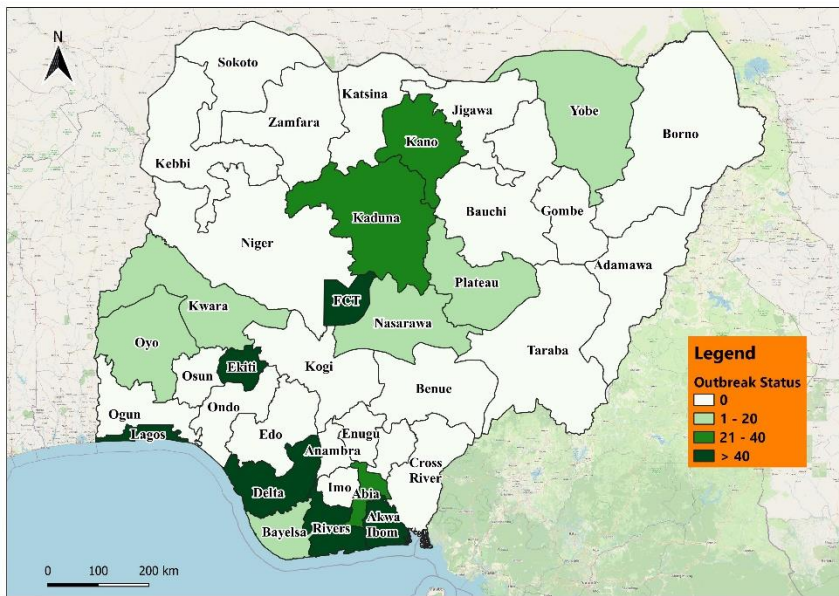 N
Sokoto
Katsina
Jigawa
Yobe
Borno
Zamfara
Kano
Kebbi
Kaduna
Bauchi
Gombe
Niger
Adamawa
Plateau
FCT
Kwara
Nasarawa
Oyo
Taraba
Ekiti
Kogi
Osun
Benue
Ogun
Ondo
Lagos
Edo
Enugu
Anambra
Cross
River
Imo
Abia
Delta
Akwa
Ibom
Rivers
Bayelsa
Legend
Outbreak Status
0
1 - 20
21 - 40
> 40
0 100 200 km